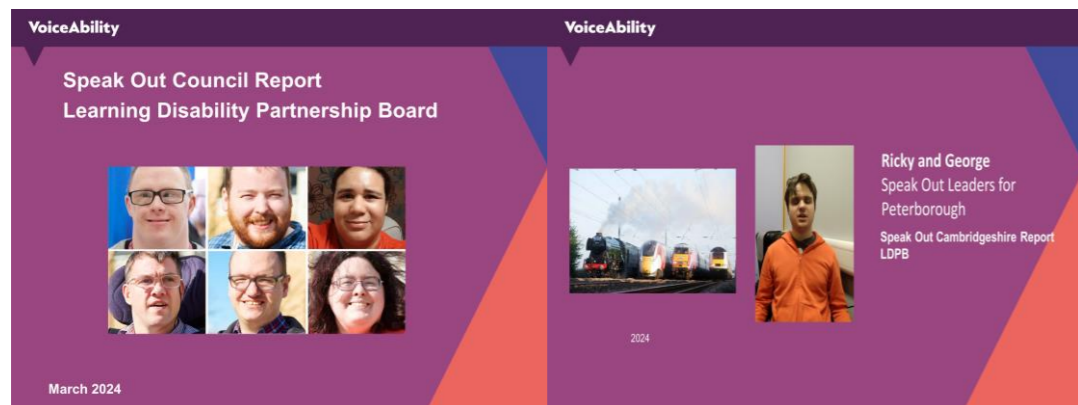 VoiceAbility
Speak Out Council Report
Learning Disability Partnership Board
March 2024
VoiceAbility
Ricky and George
Speak Out Leaders for
Peterborough
Speak Out Cambridgeshire Report
LDPB
2024